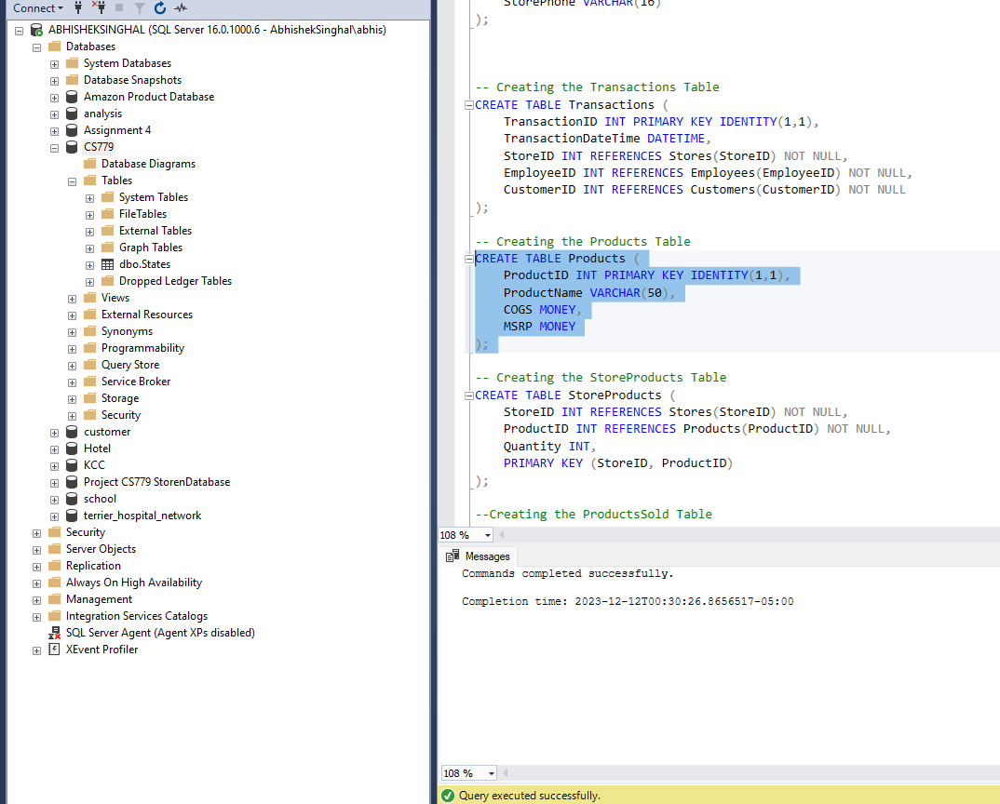 Connect
ABHISHEKSINGHAL (SQL Server 16.0.1000.6 - AbhishekSinghal\abhis)
Databases
System Databases
Database Snapshots
Amazon Product Database
analysis
Assignment 4
CS779
Database Diagrams
Tables
System Tables
FileTables
External Tables
Graph Tables
dbo.States
Dropped Ledger Tables
Views
External Resources
Synonyms
Programmability
Query Store
Service Broker
Storage
Security
customer
Hotel
KCC
Project CS779 StorenDatabase
school
terrier_hospital_network
Security
Server Objects
Replication
Always On High Availability
Management
Integration Services Catalogs
SQL Server Agent (Agent XPs disabled)
XEvent Profiler
StorePhone VARCHAR(16)
);
-- Creating the Transactions Table
CREATE TABLE Transactions (
TransactionID INT PRIMARY KEY IDENTITY(1,1),
TransactionDateTime DATETIME,
StoreID INT REFERENCES Stores(StoreID) NOT NULL,
EmployeeID INT REFERENCES Employees(EmployeeID) NOT NULL,
CustomerID INT REFERENCES Customers(CustomerID) NOT NULL
);
-- Creating the Products Table
CREATE TABLE Products (
ProductID INT PRIMARY KEY IDENTITY(1,1),
ProductName VARCHAR(50),
COGS MONEY,
MSRP MONEY
);
-- Creating the StoreProducts Table
CREATE TABLE StoreProducts (
StoreID INT REFERENCES Stores(StoreID) NOT NULL,
ProductID INT REFERENCES Products(ProductID) NOT NULL,
Quantity INT,
PRIMARY KEY (StoreID, ProductID)
);
--Creating the ProductsSold Table
108 %
Messages
Commands completed successfully.
Completion time: 2023-12-12T00:30:26.8656517-05:00
108 %
Query executed successfully.